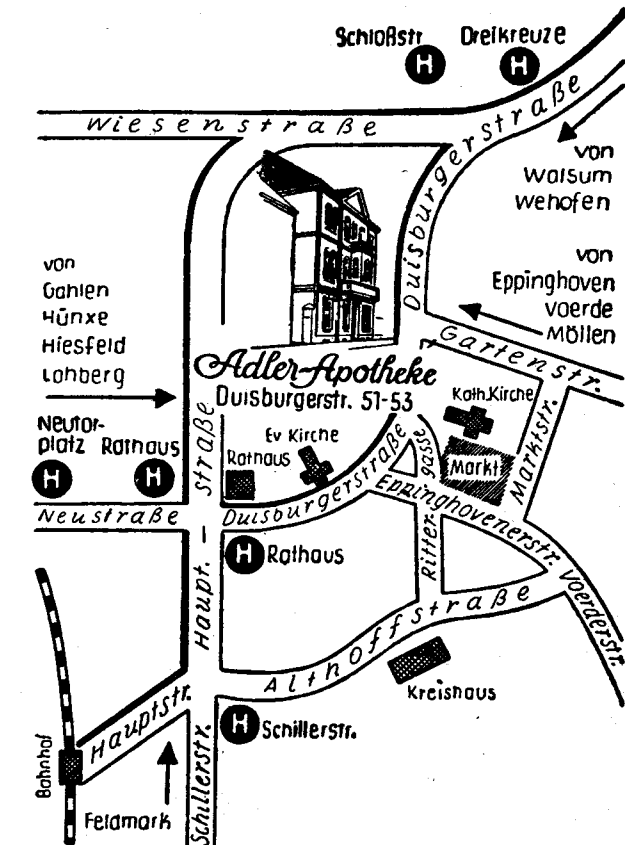 Schloßstr
Dreikreuze
H
H
Wiesenstraße
Duisburgerstraße
von
Walsum
Wehofen
von
Eppinghoven
Voerde
Möllen
von
Gahlen
Hünxe
Hiesfeld
Lohberg
Gartenstr.
Adler-Apotheke
Duisburgerstr. 51-53
Kath. Kirche
Marktstr.
Neutor-
platz
Rathaus
H
H
Ev Kirche
Rathaus
Markt
Neustraße
Duisburgerstraße
Eppinghovenerstr.
Ritter.
gasse
H
Rathaus
Haupt. – straße
Voerderstr.
Althoffstraße
Kreishaus
Hauptstr.
H
Schillerstr.
Bahnhof
Feldmark
Schillerstr.